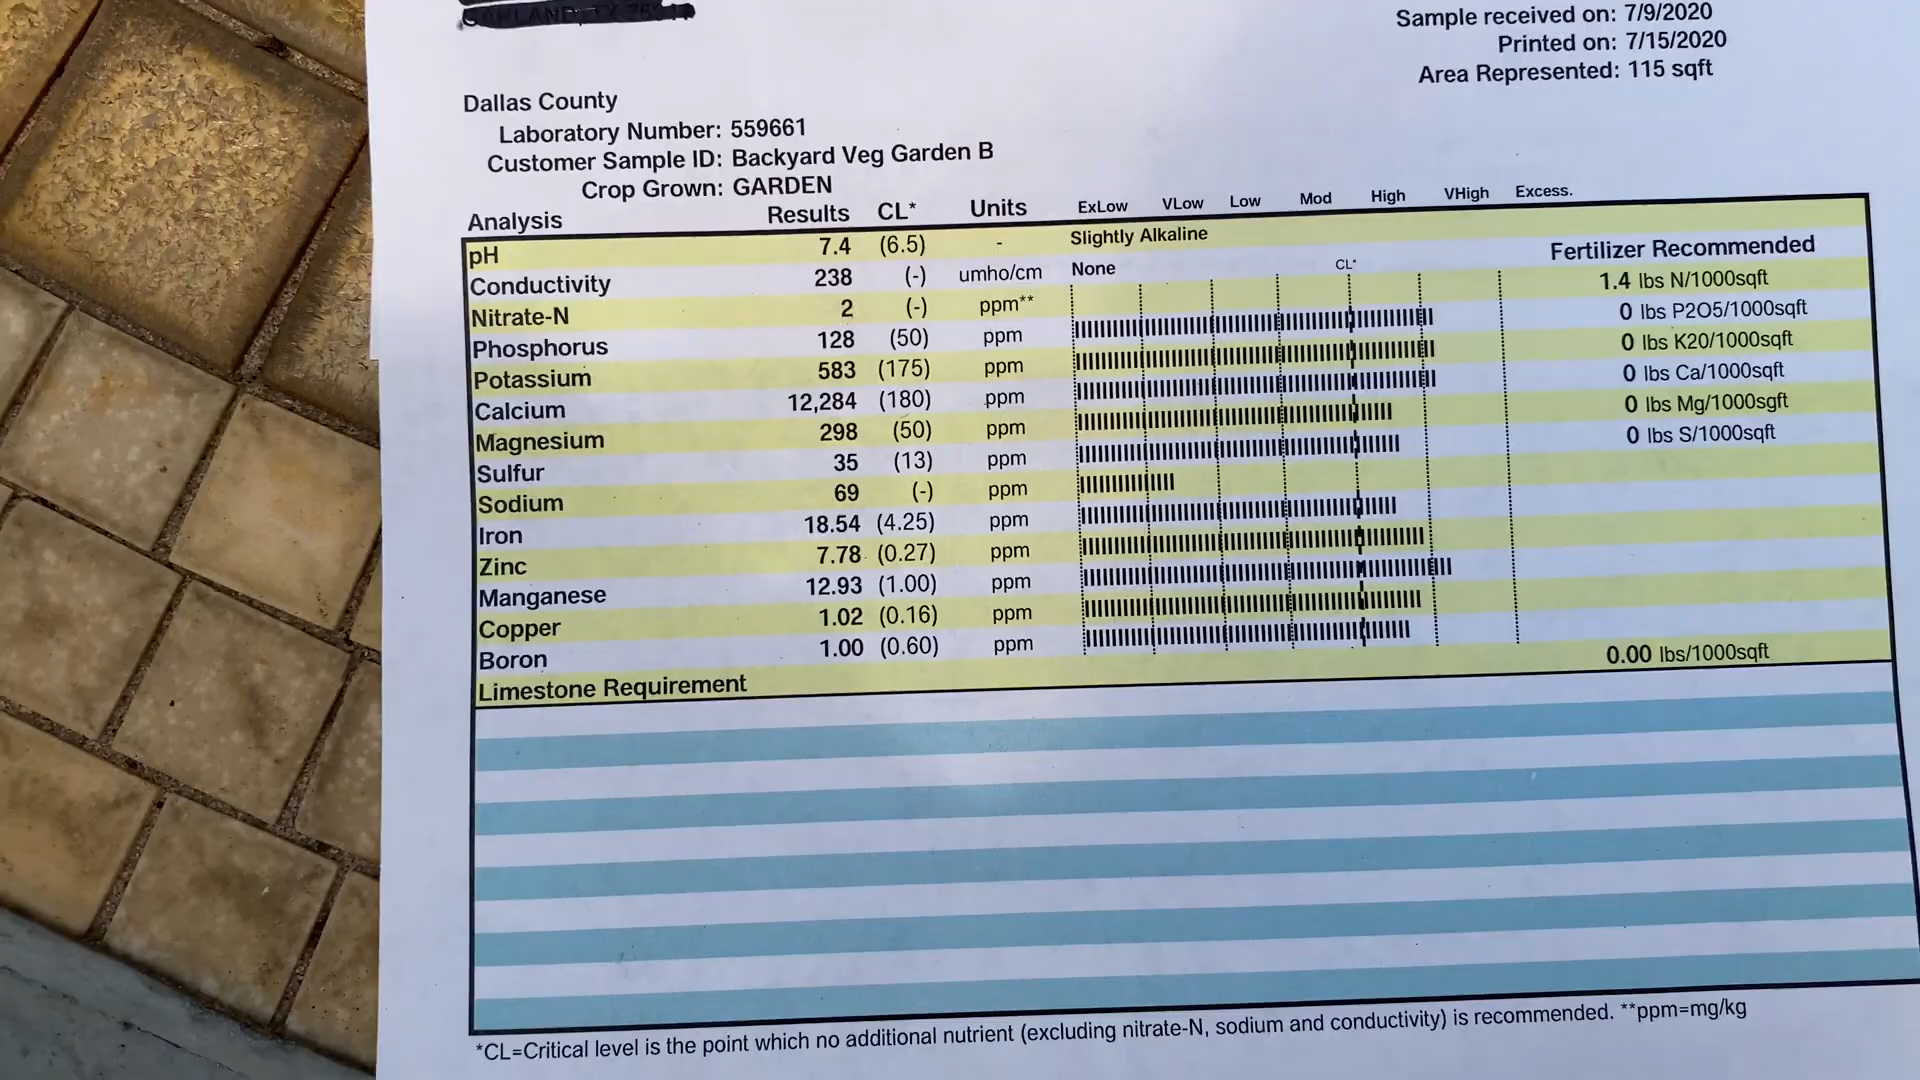 Sample received on: 7/9/2020
Printed on: 7/15/2020
Area Represented: 115 sqft
Dallas County
Laboratory Number: 559661
Customer Sample ID: Backyard Veg Garden B
Crop Grown: GARDEN
Analysis Results CL* Units ExLow VLow Low Mod High VHigh Excess.
pH 7.4 (6.5) - Slightly Alkaline
Conductivity 238 (-) umho/cm None CL* Fertilizer Recommended
Nitrate-N 2 (-) ppm** 1.4 lbs N/1000sqft
Phosphorus 128 (50) ppm 0 lbs P2O5/1000sqft
Potassium 583 (175) ppm 0 lbs K20/1000sqft
Calcium 12,284 (180) ppm 0 lbs Ca/1000sqft
Magnesium 298 (50) ppm 0 lbs Mg/1000sgft
Sulfur 35 (13) ppm 0 lbs S/1000sqft
Sodium 69 (-) ppm
Iron 18.54 (4.25) ppm
Zinc 7.78 (0.27) ppm
Manganese 12.93 (1.00) ppm
Copper 1.02 (0.16) ppm
Boron 1.00 (0.60) ppm
Limestone Requirement 0.00 lbs/1000sqft
*CL=Critical level is the point which no additional nutrient (excluding nitrate-N, sodium and conductivity) is recommended. **ppm=mg/kg